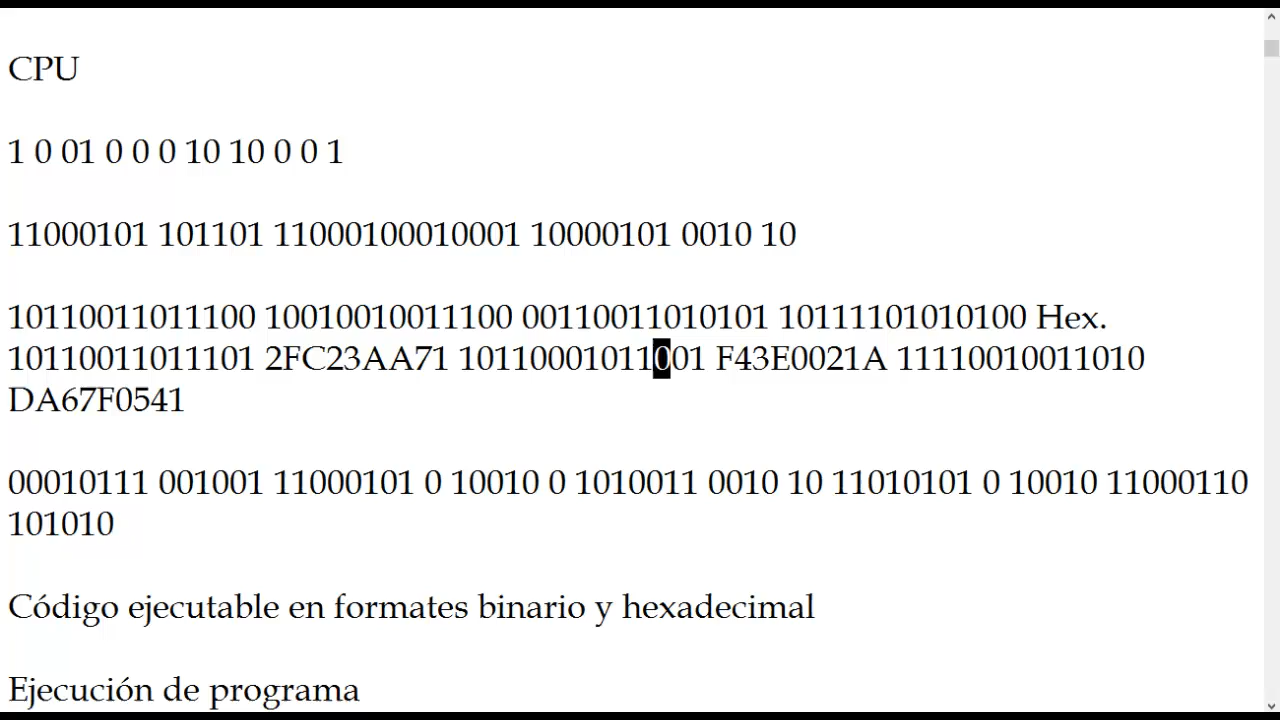 CPU
1 0 01 0 0 0 10 10 0 0 1
11000101 101101 11000100010001 10000101 0010 10
10110011011100 10010010011100 00110011010101 10111101010100 Hex.
10110011011101 2FC23AA71 10110001011001 F43E0021A 11110010011010
DA67F0541
00010111 001001 11000101 0 10010 0 1010011 0010 10 11010101 0 10010 11000110
101010
Código ejecutable en formates binario y hexadecimal
Ejecución de programa